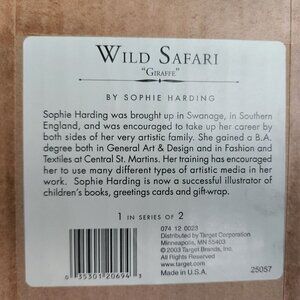 WILD SAFARI
"GIRAFFE"
BY SOPHIE HARDING
Sophie Harding was brought up in Swanage, in Southern
England, and was encouraged to take up her career by
both sides of her very artistic family. She gained a B.A.
degree both in General Art & Design and in Fashion and
Textiles at Central St. Martins. Her training has encouraged
her to use many different types of artistic media in her
work. Sophie Harding is now a successful illustrator of
children's books, greetings cards and gift-wrap.
1 IN SERIES OF 2
074 12 0023
Distributed by Target Corporation
Minneapolis, MN 55403
© 2003 Target Brands, Inc.
All Rights Reserved
www.target.com
Made in U.S.A.
0 35301 20694 3
25057